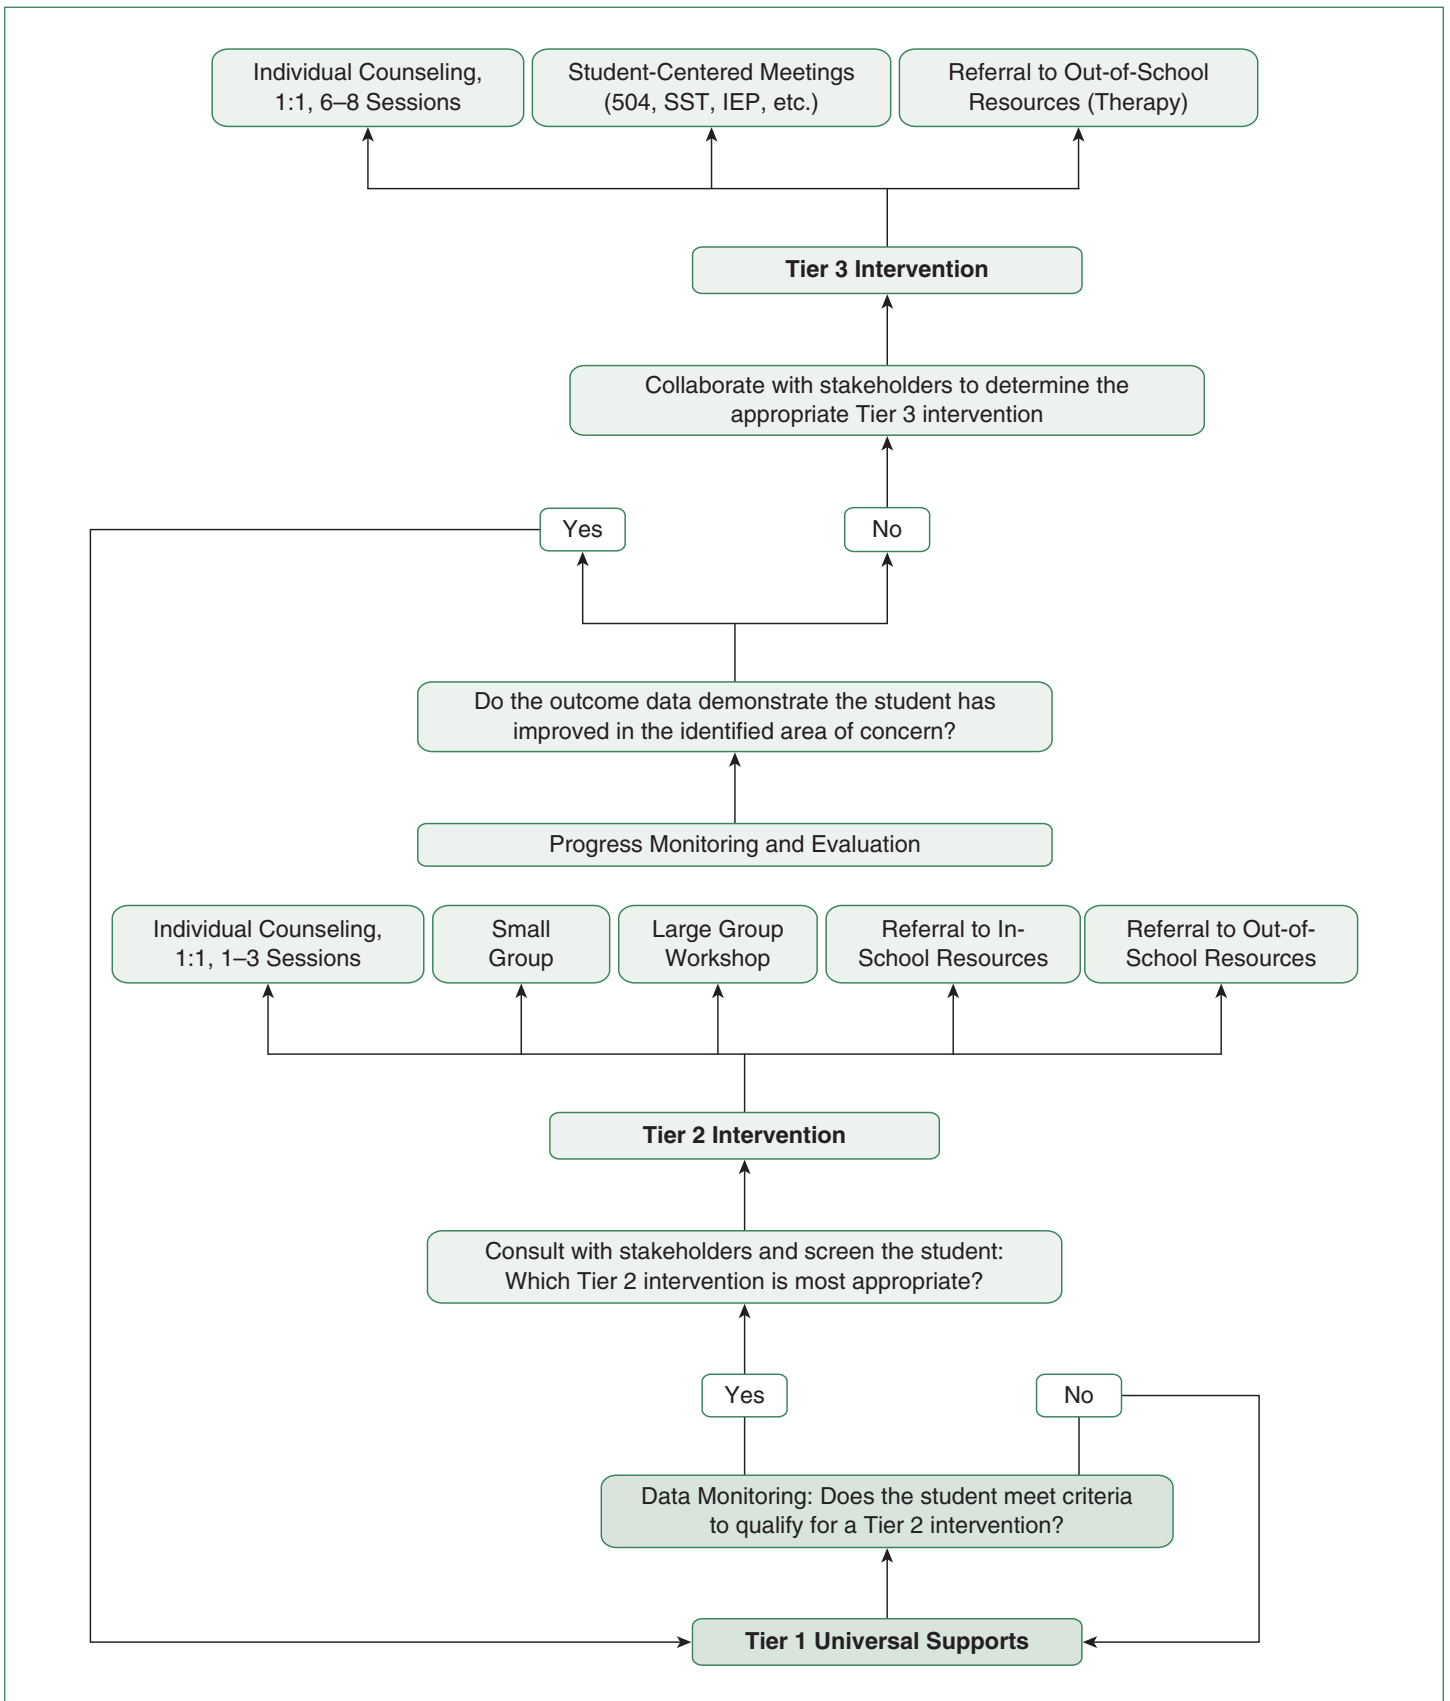 Individual Counseling,
1:1, 6–8 Sessions
Student-Centered Meetings
(504, SST, IEP, etc.)
Referral to Out-of-School
Resources (Therapy)
Tier 3 Intervention
Collaborate with stakeholders to determine the
appropriate Tier 3 intervention
Yes
No
Do the outcome data demonstrate the student has
improved in the identified area of concern?
Progress Monitoring and Evaluation
Individual Counseling,
1:1, 1–3 Sessions
Small
Group
Large Group
Workshop
Referral to In-
School Resources
Referral to Out-of-
School Resources
Tier 2 Intervention
Consult with stakeholders and screen the student:
Which Tier 2 intervention is most appropriate?
Yes
No
Data Monitoring: Does the student meet criteria
to qualify for a Tier 2 intervention?
Tier 1 Universal Supports